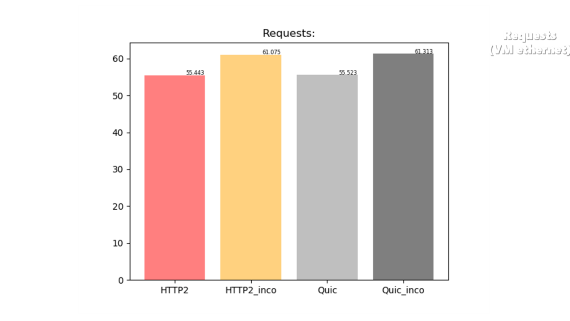 Requests:
Requests
(VM ethernet)
55.443
61.075
55.523
61.313
60
50
40
30
20
10
0
HTTP2
HTTP2_inco
Quic
Quic_inco